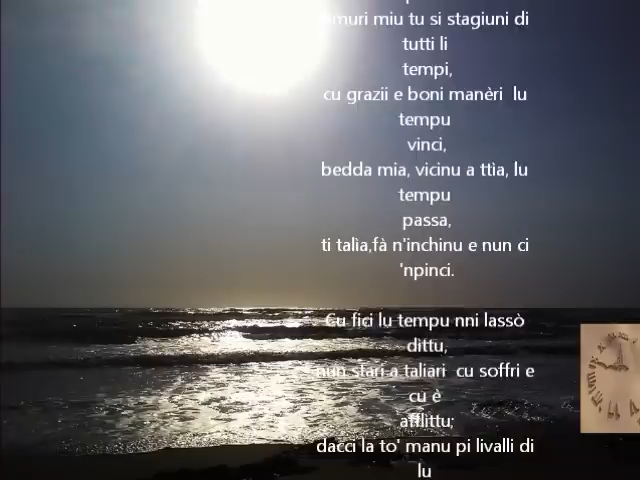 muri miu tu si stagiuni di
tutti li
tempi,
cu grazii e boni manèri lu
tempu
vinci,
bedda mia, vicinu a ttìa, lu
tempu
passa,
ti talìa,fà n'inchinu e nun ci
'npinci.
Cu fici lu tempu nni lassò
dittu,
nun stari a taliari cu soffri e
cu è
afflittu;
dacci la to' manu pi livalli di
lu